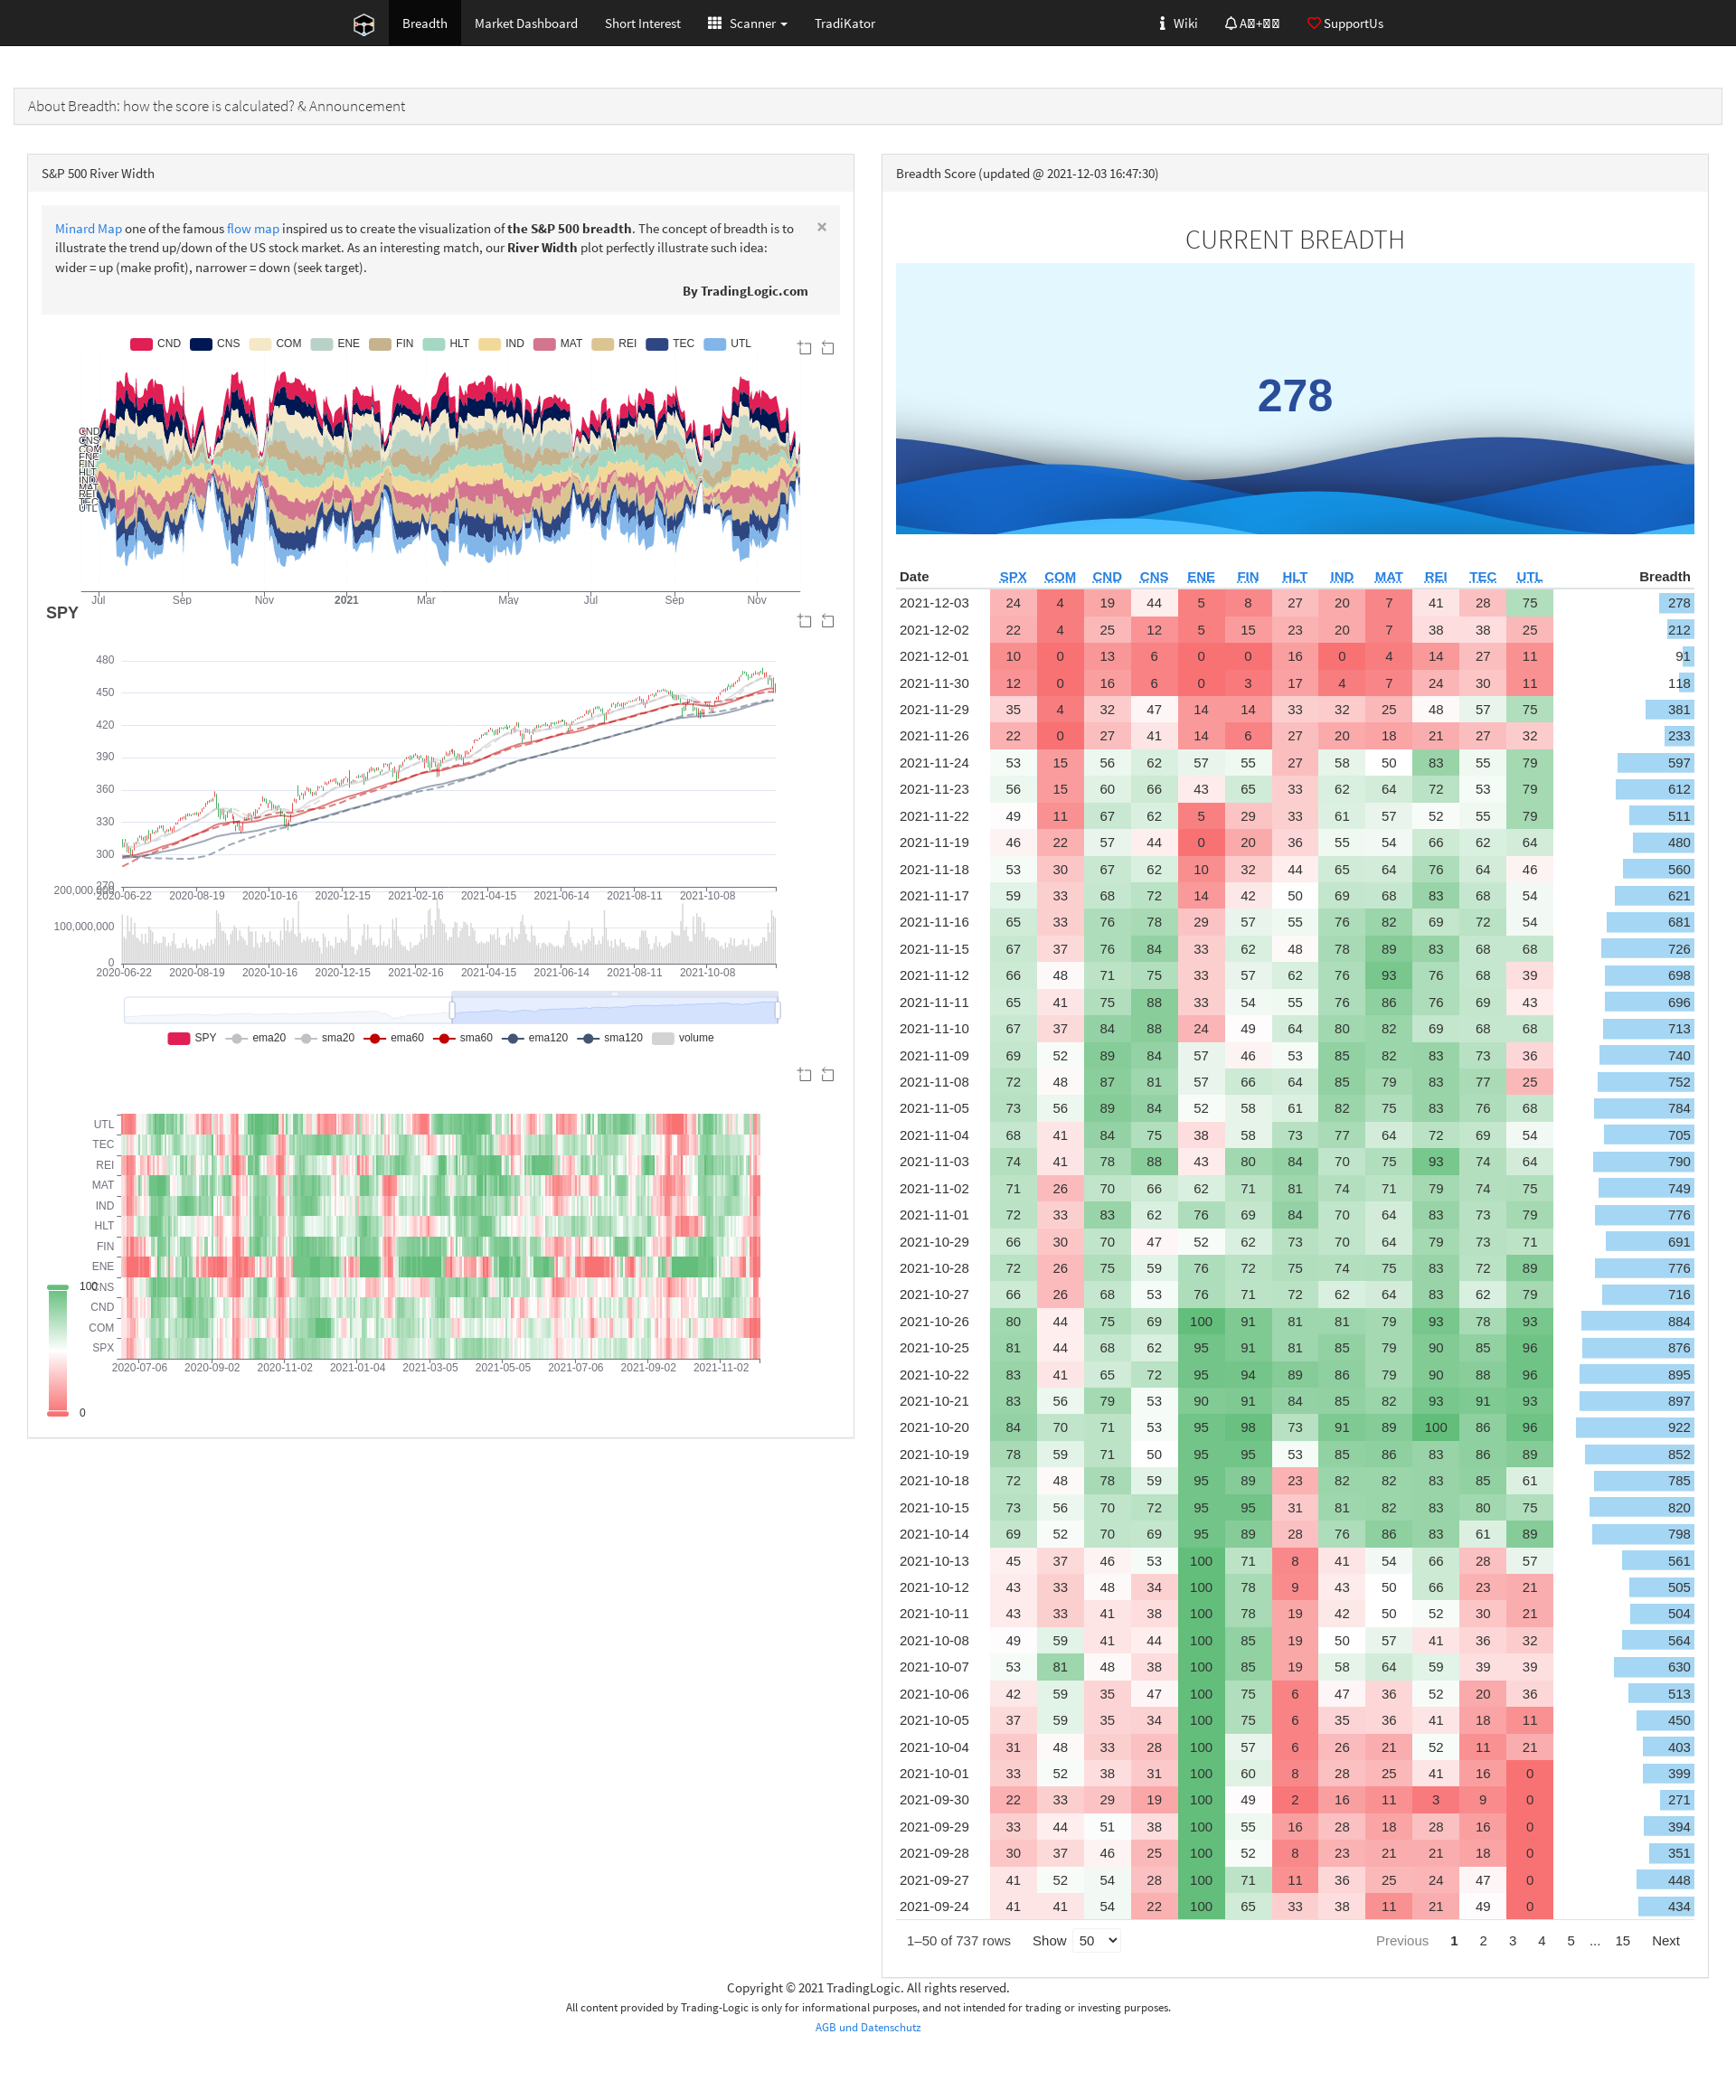 Breadth Market Dashboard Short Interest Scanner TradiKator Wiki SupportUs
About Breadth: how the score is calculated? & Announcement
S&P 500 River Width
Minard Map one of the famous flow map inspired us to create the visualization of the S&P 500 breadth. The concept of breadth is to
illustrate the trend up/down of the US stock market. As an interesting match, our River Width plot perfectly illustrate such idea:
wider = up (make profit), narrower = down (seek target).
×
By TradingLogic.com
CND CNS COM ENE FIN HLT IND MAT REI TEC UTL
CND
CNS
COM
ENE
FIN
HLT
IND
MAT
REI
TEC
UTL
Jul Sep Nov 2021 Mar May Jul Sep Nov
SPY
480
450
420
390
360
330
300
270
2020-06-22 2020-08-19 2020-10-16 2020-12-15 2021-02-16 2021-04-15 2021-06-14 2021-08-11 2021-10-08
200,000,000
100,000,000
0
2020-06-22 2020-08-19 2020-10-16 2020-12-15 2021-02-16 2021-04-15 2021-06-14 2021-08-11 2021-10-08
SPY ema20 sma20 ema60 sma60 ema120 sma120 volume
UTL
TEC
REI
MAT
IND
HLT
FIN
ENE
CNS
CND
COM
SPX
2020-07-06 2020-09-02 2020-11-02 2021-01-04 2021-03-05 2021-05-05 2021-07-06 2021-09-02 2021-11-02
100
0
Breadth Score (updated @ 2021-12-03 16:47:30)
CURRENT BREADTH
278
Date SPX COM CND CNS ENE FIN HLT IND MAT REI TEC UTL Breadth
2021-12-03 24 4 19 44 5 8 27 20 7 41 28 75 278
2021-12-02 22 4 25 12 5 15 23 20 7 38 38 25 212
2021-12-01 10 0 13 6 0 0 16 0 4 14 27 11 91
2021-11-30 12 0 16 6 0 3 17 4 7 24 30 11 118
2021-11-29 35 4 32 47 14 14 33 32 25 48 57 75 381
2021-11-26 22 0 27 41 14 6 27 20 18 21 27 32 233
2021-11-24 53 15 56 62 57 55 27 58 50 83 55 79 597
2021-11-23 56 15 60 66 43 65 33 62 64 72 53 79 612
2021-11-22 49 11 67 62 5 29 33 61 57 52 55 79 511
2021-11-19 46 22 57 44 0 20 36 55 54 66 62 64 480
2021-11-18 53 30 67 62 10 32 44 65 64 76 64 46 560
2021-11-17 59 33 68 72 14 42 50 69 68 83 68 54 621
2021-11-16 65 33 76 78 29 57 55 76 82 69 72 54 681
2021-11-15 67 37 76 84 33 62 48 78 89 83 68 68 726
2021-11-12 66 48 71 75 33 57 62 76 93 76 68 39 698
2021-11-11 65 41 75 88 33 54 55 76 86 76 69 43 696
2021-11-10 67 37 84 88 24 49 64 80 82 69 68 68 713
2021-11-09 69 52 89 84 57 46 53 85 82 83 73 36 740
2021-11-08 72 48 87 81 57 66 64 85 79 83 77 25 752
2021-11-05 73 56 89 84 52 58 61 82 75 83 76 68 784
2021-11-04 68 41 84 75 38 58 73 77 64 72 69 54 705
2021-11-03 74 41 78 88 43 80 84 70 75 93 74 64 790
2021-11-02 71 26 70 66 62 71 81 74 71 79 74 75 749
2021-11-01 72 33 83 62 76 69 84 70 64 83 73 79 776
2021-10-29 66 30 70 47 52 62 73 70 64 79 73 71 691
2021-10-28 72 26 75 59 76 72 75 74 75 83 72 89 776
2021-10-27 66 26 68 53 76 71 72 62 64 83 62 79 716
2021-10-26 80 44 75 69 100 91 81 81 79 93 78 93 884
2021-10-25 81 44 68 62 95 91 81 85 79 90 85 96 876
2021-10-22 83 41 65 72 95 94 89 86 79 90 88 96 895
2021-10-21 83 56 79 53 90 91 84 85 82 93 91 93 897
2021-10-20 84 70 71 53 95 98 73 91 89 100 86 96 922
2021-10-19 78 59 71 50 95 95 53 85 86 83 86 89 852
2021-10-18 72 48 78 59 95 89 23 82 82 83 85 61 785
2021-10-15 73 56 70 72 95 95 31 81 82 83 80 75 820
2021-10-14 69 52 70 69 95 89 28 76 86 83 61 89 798
2021-10-13 45 37 46 53 100 71 8 41 54 66 28 57 561
2021-10-12 43 33 48 34 100 78 9 43 50 66 23 21 505
2021-10-11 43 33 41 38 100 78 19 42 50 52 30 21 504
2021-10-08 49 59 41 44 100 85 19 50 57 41 36 32 564
2021-10-07 53 81 48 38 100 85 19 58 64 59 39 39 630
2021-10-06 42 59 35 47 100 75 6 47 36 52 20 36 513
2021-10-05 37 59 35 34 100 75 6 35 36 41 18 11 450
2021-10-04 31 48 33 28 100 57 6 26 21 52 11 21 403
2021-10-01 33 52 38 31 100 60 8 28 25 41 16 0 399
2021-09-30 22 33 29 19 100 49 2 16 11 3 9 0 271
2021-09-29 33 44 51 38 100 55 16 28 18 28 16 0 394
2021-09-28 30 37 46 25 100 52 8 23 21 21 18 0 351
2021-09-27 41 52 54 28 100 71 11 36 25 24 47 0 448
2021-09-24 41 41 54 22 100 65 33 38 11 21 49 0 434
1–50 of 737 rows Show 50 Previous 1 2 3 4 5 ... 15 Next
Copyright © 2021 TradingLogic. All rights reserved.
All content provided by Trading-Logic is only for informational purposes, and not intended for trading or investing purposes.
AGB und Datenschutz